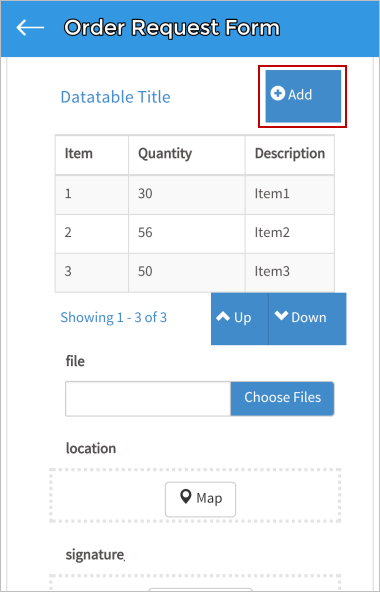 Order Request Form
Datatable Title
Add
Item Quantity Description
1 30 Item1
2 56 Item2
3 50 Item3
Showing 1 - 3 of 3
Up
Down
file
Choose Files
location
Map
signature